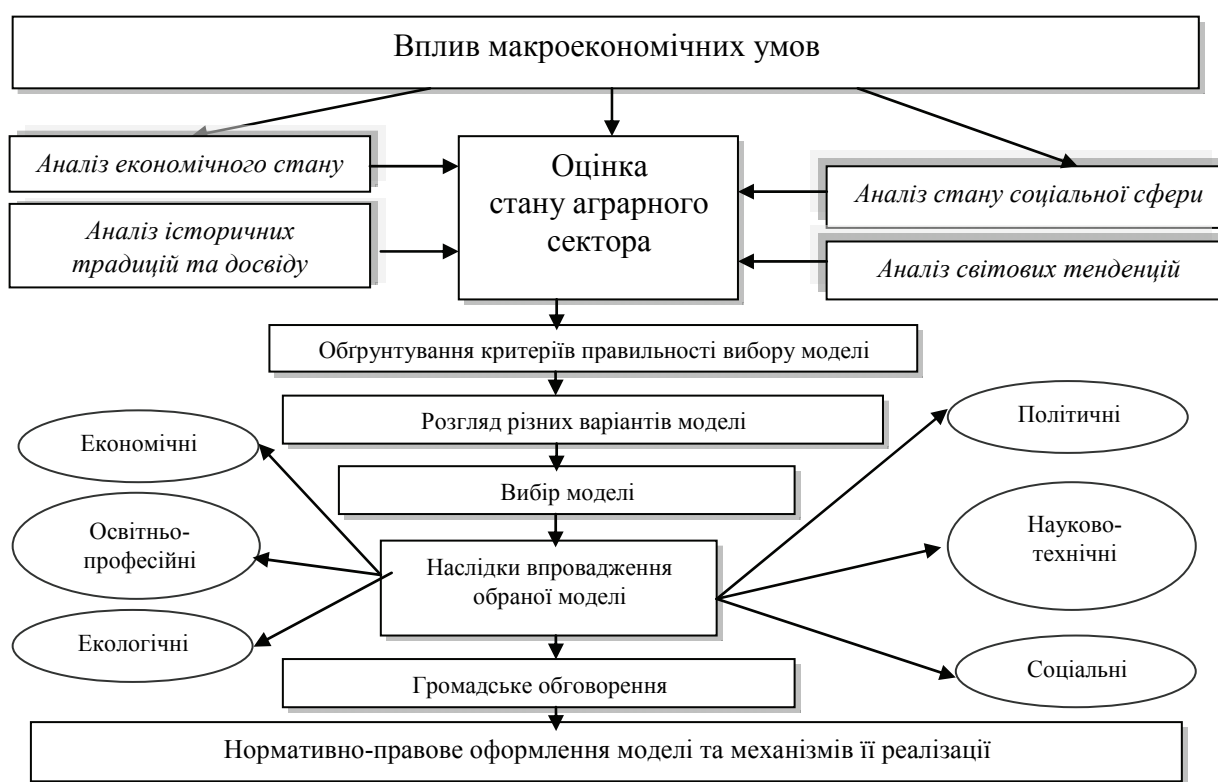 Вплив макроекономічних умов
Аналіз економічного стану
Оцінка
стану аграрного
сектора
Аналіз стану соціальної сфери
Аналіз історичних
традицій та досвіду
Аналіз світових тенденцій
Обґрунтування критеріїв правильності вибору моделі
Розгляд різних варіантів моделі
Економічні
Політичні
Вибір моделі
Освітньо-
професійні
Науково-
технічні
Наслідки впровадження
обраної моделі
Екологічні
Соціальні
Громадське обговорення
Нормативно-правове оформлення моделі та механізмів її реалізації